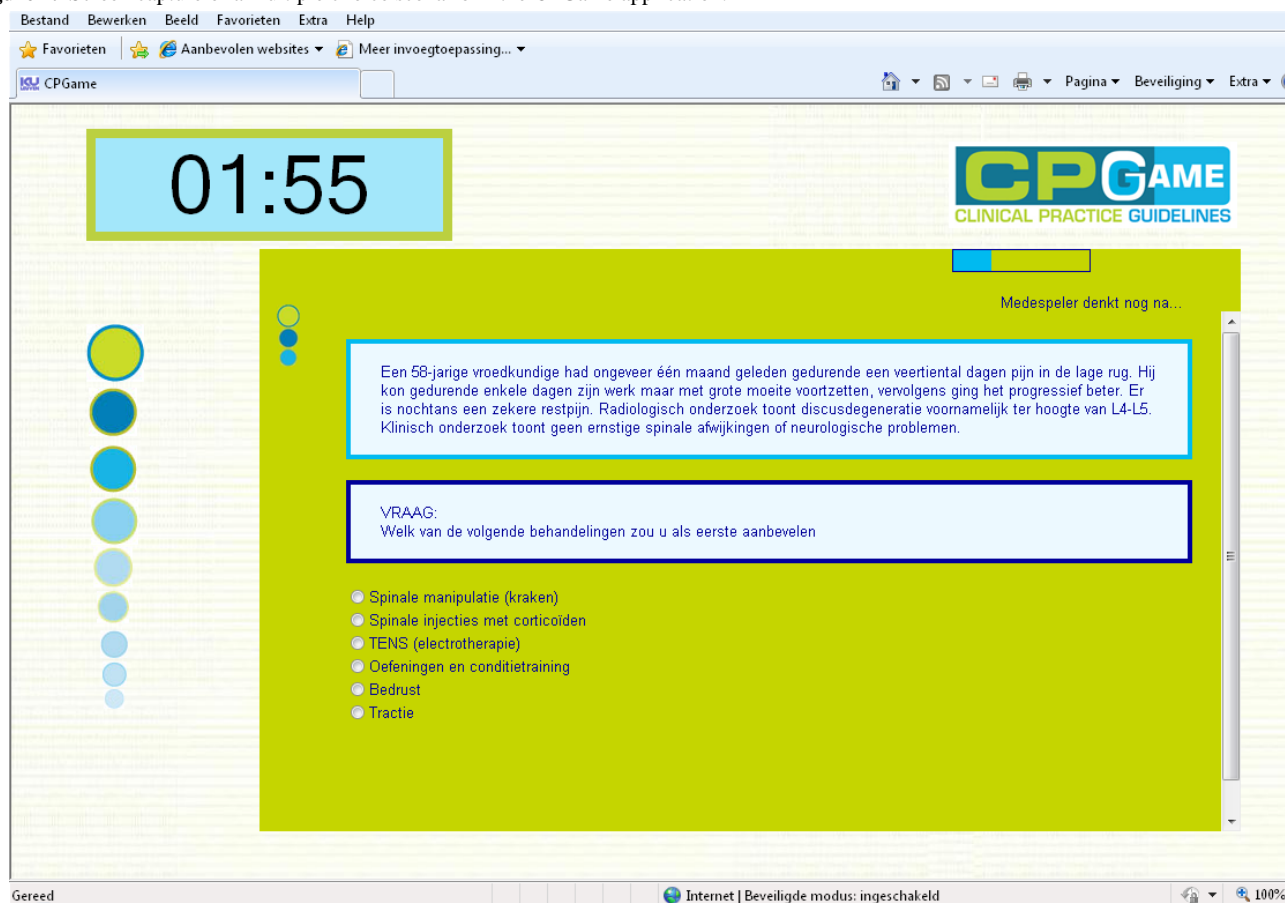 Bestand Bewerken Beeld Favorieten Extra Help
Favorieten Aanbevolen websites Meer invoegtoepassing...
CPGame
Pagina Beveiliging Extra
01:55
CPGAME
CLINICAL PRACTICE GUIDELINES
Medespeler denkt nog na...
Een 58-jarige vroedkundige had ongeveer één maand geleden gedurende een veertiental dagen pijn in de lage rug. Hij
kon gedurende enkele dagen zijn werk maar met grote moeite voortzetten, vervolgens ging het progressief beter. Er
is nochtans een zekere restpijn. Radiologisch onderzoek toont discusdegeneratie voornamelijk ter hoogte van L4-L5.
Klinisch onderzoek toont geen ernstige spinale afwijkingen of neurologische problemen.
VRAAG:
Welk van de volgende behandelingen zou u als eerste aanbevelen
Spinale manipulatie (kraken)
Spinale injecties met corticoïden
TENS (electrotherapie)
Oefeningen en conditietraining
Bedrust
Tractie
Gereed
Internet | Beveiligde modus: ingeschakeld
100%